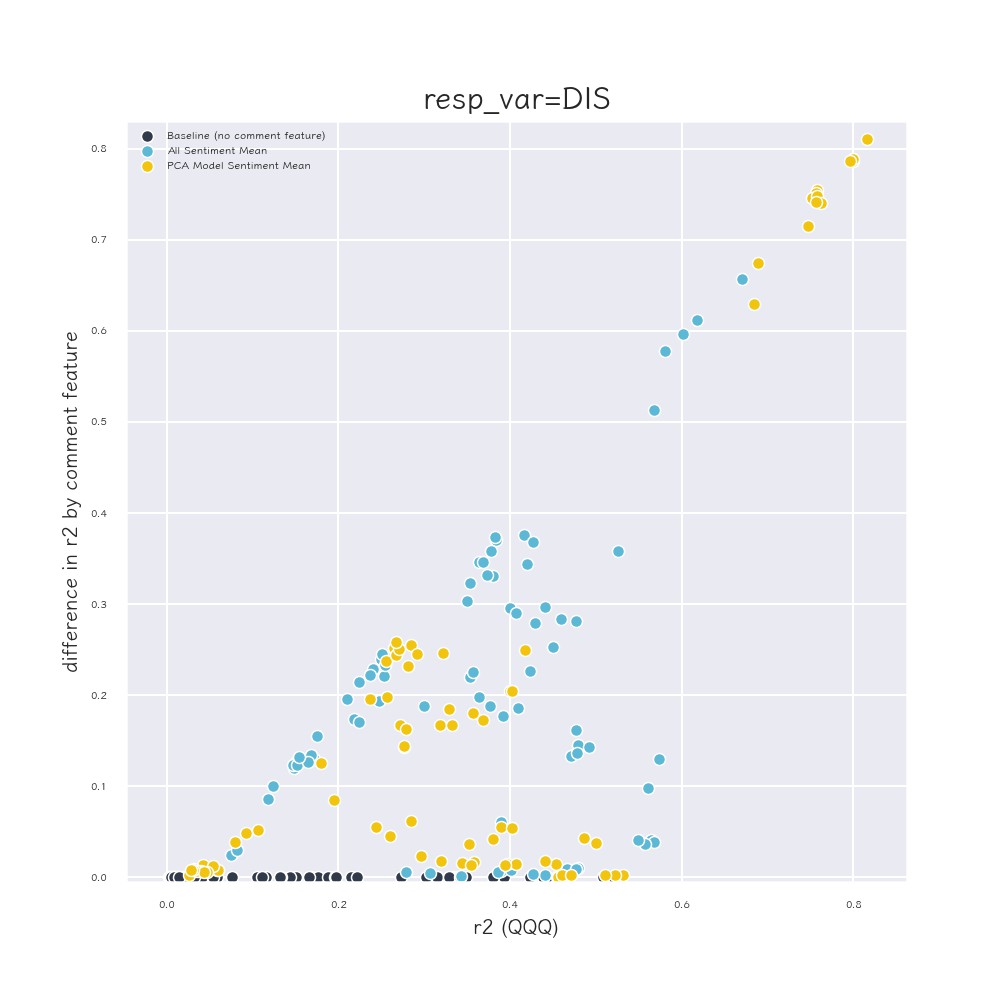 resp_var=DIS
Baseline (no comment feature)
All Sentiment Mean
PCA Model Sentiment Mean
difference in r2 by comment feature
0.8
0.7
0.6
0.5
0.4
0.3
0.2
0.1
0.0
0.0 0.2 0.4 0.6 0.8
r2 (QQQ)